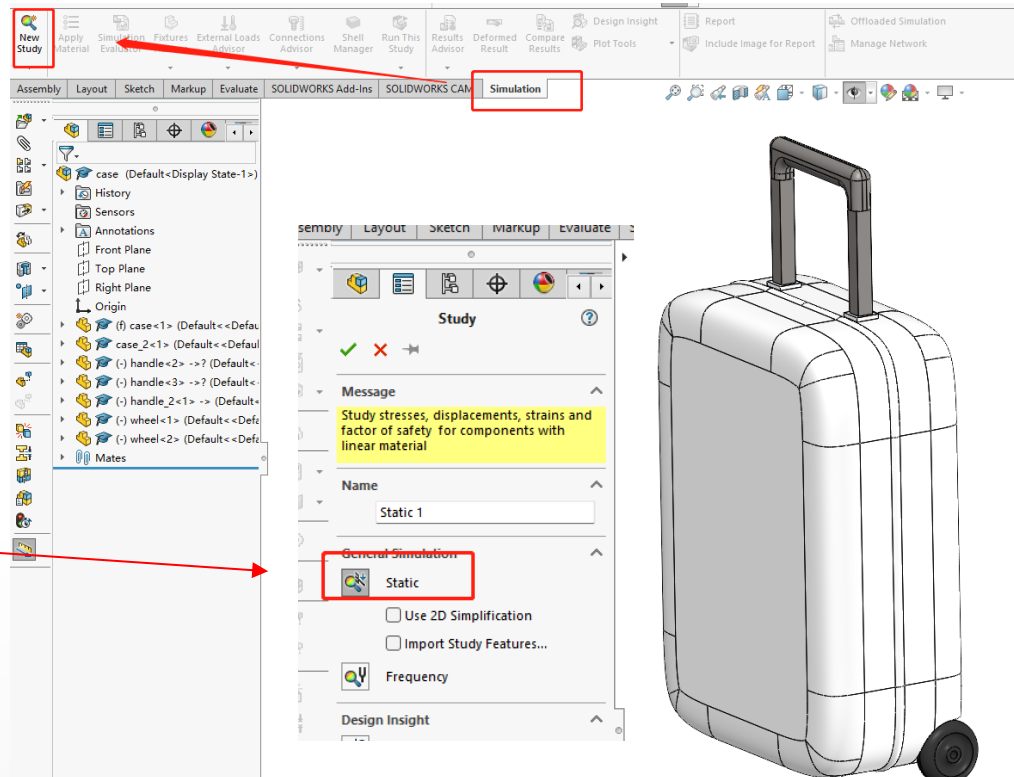 New Study
Apply Material
Simulation Evaluator
Fixtures
External Loads Advisor
Connections Advisor
Shell Manager
Run This Study
Results Advisor
Deformed Result
Compare Results
Design Insight
Plot Tools
Report
Include Image for Report
Offloaded Simulation
Manage Network
Assembly
Layout
Sketch
Markup
Evaluate
SOLIDWORKS Add-Ins
SOLIDWORKS CAM
Simulation
case (Default<Display State-1>)
History
Sensors
Annotations
Front Plane
Top Plane
Right Plane
Origin
(f) case<1> (Default<<Defau
case_2<1> (Default<<Defaul
(-) handle<2> ->? (Default<
(-) handle<3> ->? (Default<
(-) handle_2<1> -> (Default<
(-) wheel<1> (Default<<Defa
(-) wheel<2> (Default<<Defa
Mates
sembly
Layout
Sketch
Markup
Evaluate
Study
Message
Study stresses, displacements, strains and
factor of safety for components with
linear material
Name
Static 1
General Simulation
Static
Use 2D Simplification
Import Study Features...
Frequency
Design Insight